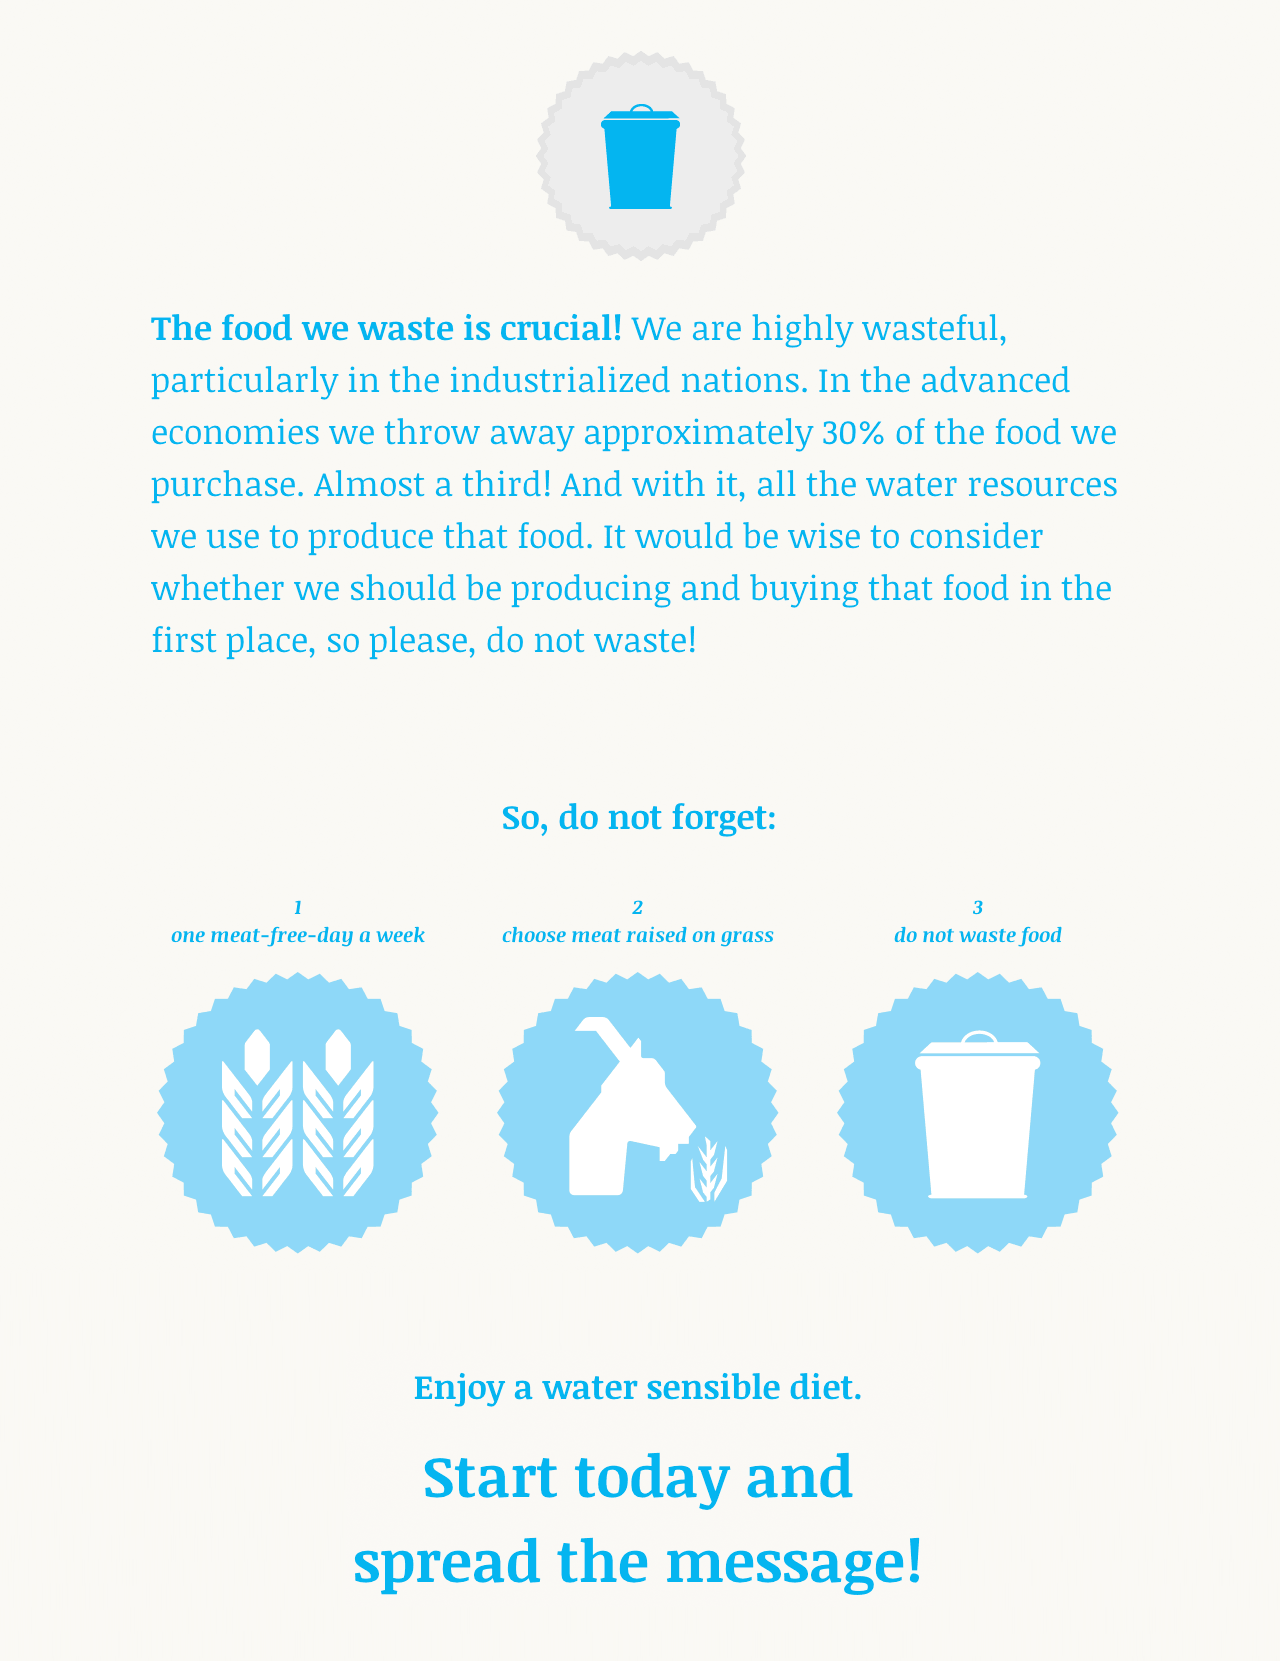 The food we waste is crucial! We are highly wasteful,
particularly in the industrialized nations. In the advanced
economies we throw away approximately 30% of the food we
purchase. Almost a third! And with it, all the water resources
we use to produce that food. It would be wise to consider
whether we should be producing and buying that food in the
first place, so please, do not waste!
So, do not forget:
1
one meat-free-day a week
2
choose meat raised on grass
3
do not waste food
Enjoy a water sensible diet.
Start today and
spread the message!